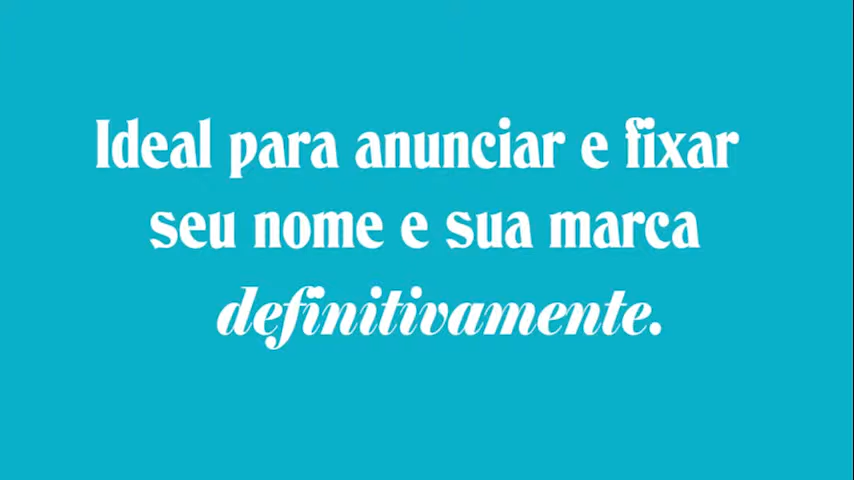 Ideal para anunciar e fixar
seu nome e sua marca
definitivamente.